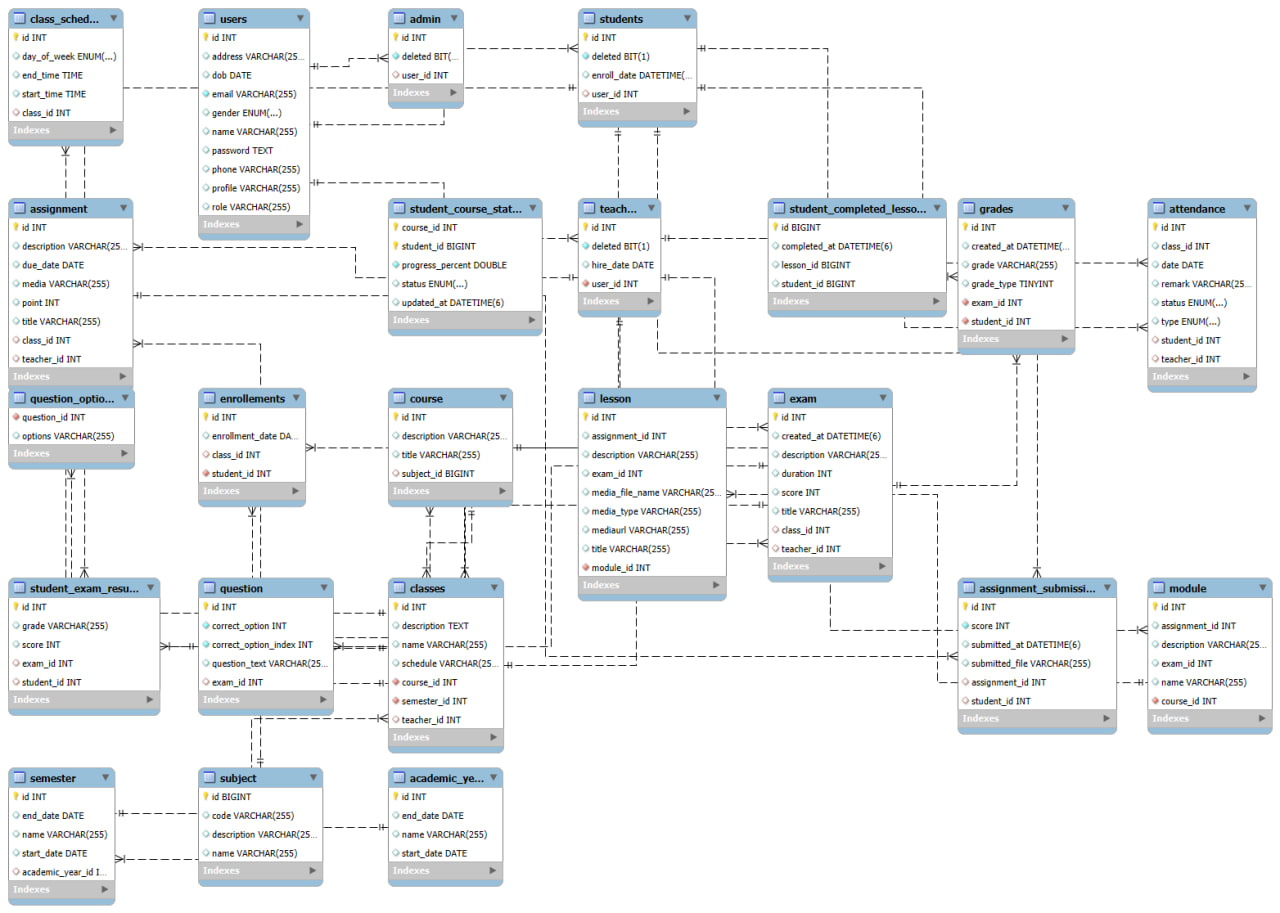 class_sched...
id INT
day_of_week ENUM(...)
end_time TIME
start_time TIME
class_id INT
Indexes
users
id INT
address VARCHAR(25...
dob DATE
email VARCHAR(255)
gender ENUM(...)
name VARCHAR(255)
password TEXT
phone VARCHAR(255)
profile VARCHAR(255)
role VARCHAR(255)
Indexes
admin
id INT
deleted BIT(...
user_id INT
Indexes
students
id INT
deleted BIT(1)
enroll_date DATETIME(...
user_id INT
Indexes
assignment
id INT
description VARCHAR(25...
due_date DATE
media VARCHAR(255)
point INT
title VARCHAR(255)
class_id INT
teacher_id INT
Indexes
student_course_stat...
course_id INT
student_id BIGINT
progress_percent DOUBLE
status ENUM(...)
updated_at DATETIME(6)
Indexes
teach...
id INT
deleted BIT(1)
hire_date DATE
user_id INT
Indexes
student_completed_lesso...
id BIGINT
completed_at DATETIME(6)
lesson_id BIGINT
student_id BIGINT
Indexes
grades
id INT
created_at DATETIME(...
grade VARCHAR(255)
grade_type TINYINT
exam_id INT
student_id INT
Indexes
attendance
id INT
class_id INT
date DATE
remark VARCHAR(25...
status ENUM(...)
type ENUM(...)
student_id INT
teacher_id INT
Indexes
question_optio...
question_id INT
options VARCHAR(255)
Indexes
enrollements
id INT
enrollment_date DA...
class_id INT
student_id INT
Indexes
course
id INT
description VARCHAR(25...
title VARCHAR(255)
subject_id BIGINT
Indexes
lesson
id INT
assignment_id INT
description VARCHAR(255)
exam_id INT
media_file_name VARCHAR(25...
media_type VARCHAR(255)
mediaurl VARCHAR(255)
title VARCHAR(255)
module_id INT
Indexes
exam
id INT
created_at DATETIME(6)
description VARCHAR(25...
duration INT
score INT
title VARCHAR(255)
class_id INT
teacher_id INT
Indexes
student_exam_resu...
id INT
grade VARCHAR(255)
score INT
exam_id INT
student_id INT
Indexes
question
id INT
correct_option INT
correct_option_index INT
question_text VARCHAR(25...
exam_id INT
Indexes
classes
id INT
description TEXT
name VARCHAR(255)
schedule VARCHAR(25...
course_id INT
semester_id INT
teacher_id INT
Indexes
assignment_submissi...
id INT
score INT
submitted_at DATETIME(6)
submitted_file VARCHAR(255)
assignment_id INT
student_id INT
Indexes
module
id INT
assignment_id INT
description VARCHAR(25...
exam_id INT
name VARCHAR(255)
course_id INT
Indexes
semester
id INT
end_date DATE
name VARCHAR(255)
start_date DATE
academic_year_id I...
Indexes
subject
id BIGINT
code VARCHAR(255)
description VARCHAR(25...
name VARCHAR(255)
Indexes
academic_ye...
id INT
end_date DATE
name VARCHAR(255)
start_date DATE
Indexes